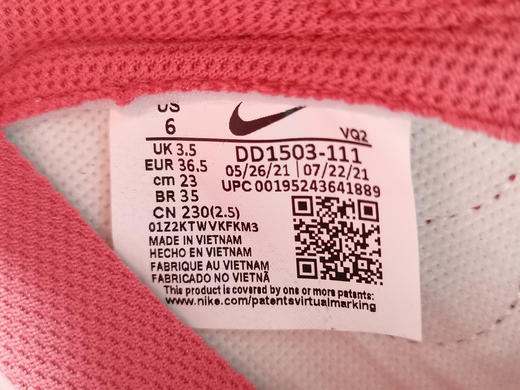 US
6
VQ2
UK 3.5
EUR 36.5
cm 23
BR 35
CN 230(2.5)
DD1503-111
05/26/21 07/22/21
UPC 00195243641889
01Z2KTWVKFKM3
MADE IN VIETNAM
HECHO EN VIETNAM
FABRIQUE AU VIETNAM
FABRICADO NO VIETNÃ
This product is covered by one or more patents:
www.nike.com/patentsvirtualmarking